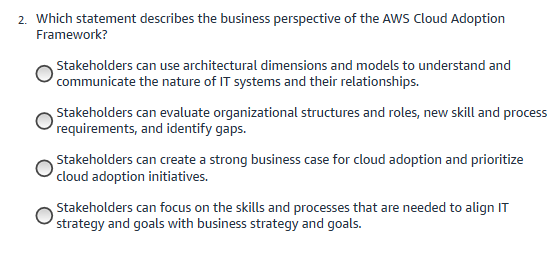 2. Which statement describes the business perspective of the AWS Cloud Adoption
Framework?
Stakeholders can use architectural dimensions and models to understand and
communicate the nature of IT systems and their relationships.
Stakeholders can evaluate organizational structures and roles, new skill and process
requirements, and identify gaps.
Stakeholders can create a strong business case for cloud adoption and prioritize
cloud adoption initiatives.
Stakeholders can focus on the skills and processes that are needed to align IT
strategy and goals with business strategy and goals.